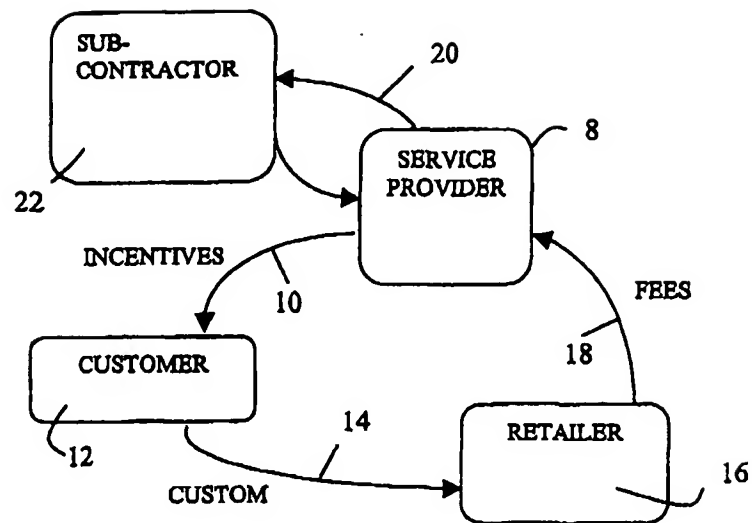 SUB-
CONTRACTOR
20
8
SERVICE
PROVIDER
22
INCENTIVES
10
FEES
18
CUSTOMER
12
14
RETAILER
CUSTOM
16